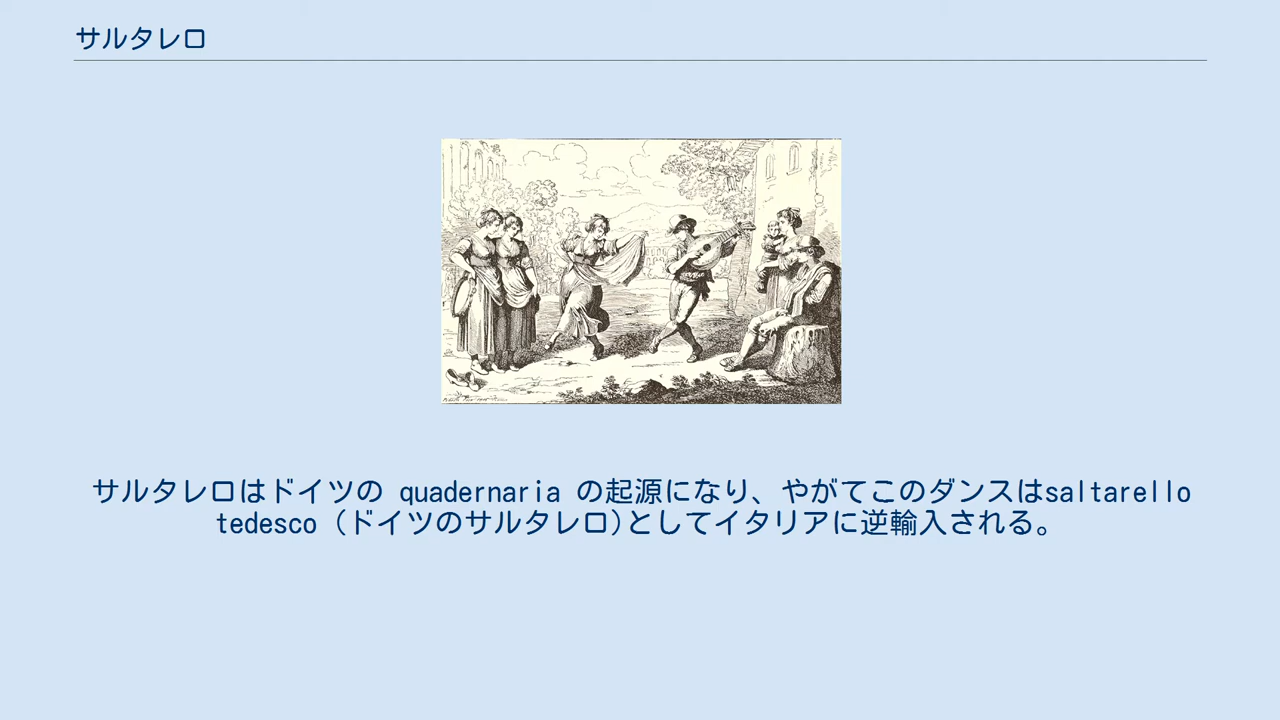 サルタレロ
サルタレロはドイツの quadernaria の起源になり、やがてこのダンスはsaltarello
tedesco (ドイツのサルタレロ)としてイタリアに逆輸入される。